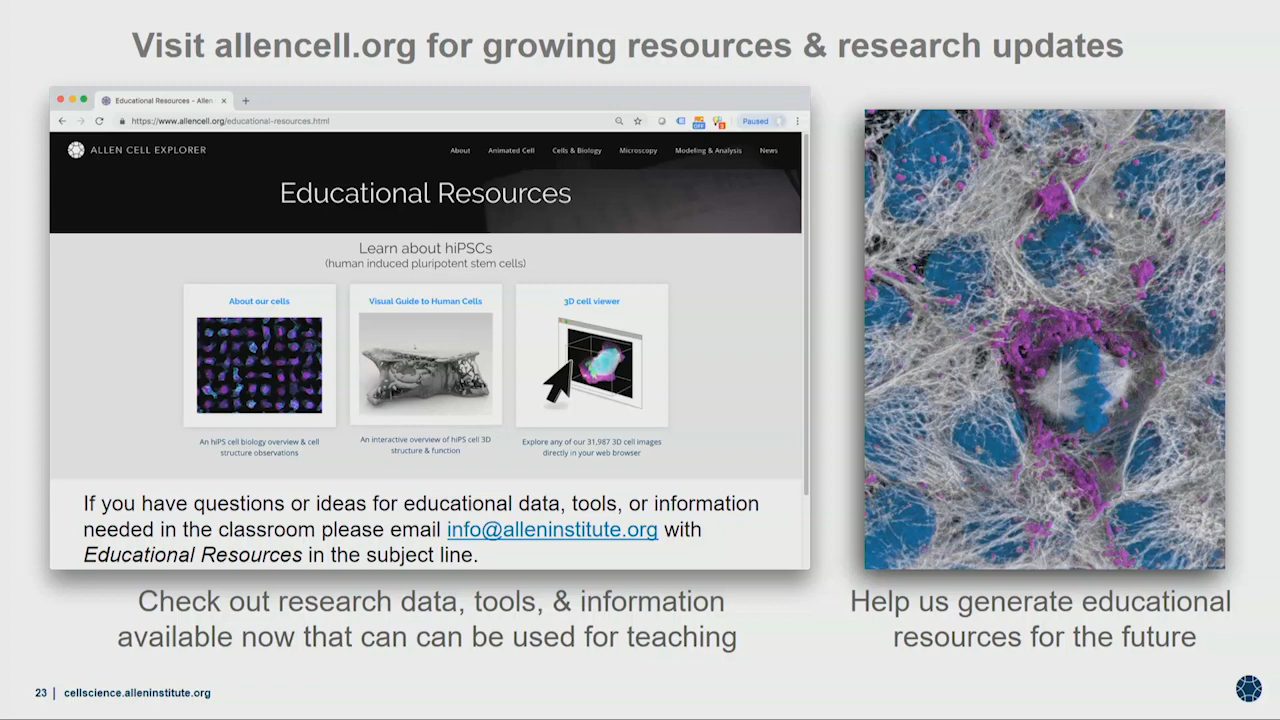 Visit allencell.org for growing resources & research updates
Educational Resources - Allen
https://www.allencell.org/educational-resources.html
OFF
Paused
ALLEN CELL EXPLORER
About Animated Cell Cells & Biology Microscopy Modeling & Analysis News
Educational Resources
Learn about hiPSCs
(human induced pluripotent stem cells)
About our cells
Visual Guide to Human Cells
3D cell viewer
An hiPS cell biology overview & cell
structure observations
An interactive overview of hiPS cell 3D
structure & function
Explore any of our 31,987 3D cell images
directly in your web browser
If you have questions or ideas for educational data, tools, or information
needed in the classroom please email info@alleninstitute.org with
Educational Resources in the subject line.
Check out research data, tools, & information
available now that can can be used for teaching
Help us generate educational
resources for the future
23 | cellscience.alleninstitute.org